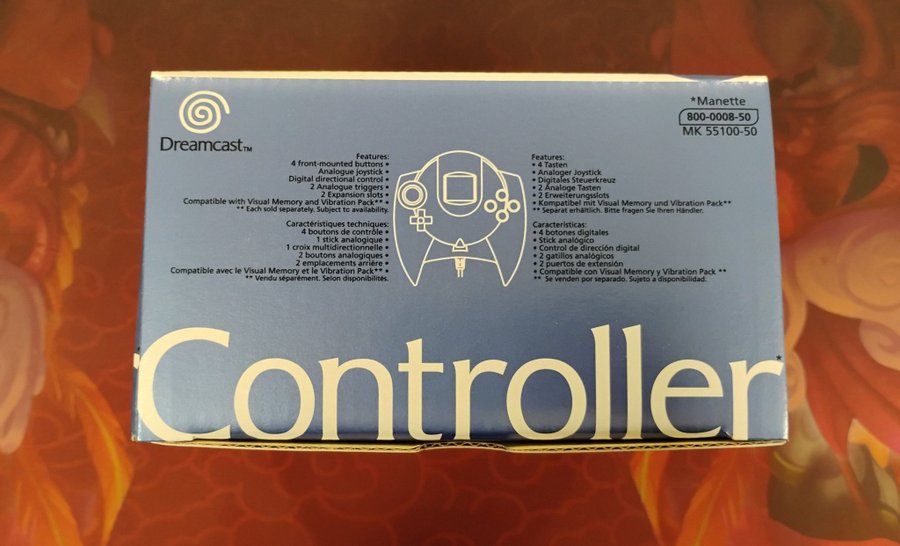 Dreamcast™
*Manette
800-0008-50
MK 55100-50
Features:
4 front-mounted buttons •
Analogue joystick •
Digital directional control •
2 Analogue triggers •
2 Expansion slots •
Compatible with Visual Memory and Vibration Pack** •
** Each sold separately. Subject to availability.
Caractéristiques techniques:
4 boutons de contrôle •
1 stick analogique •
1 croix multidirectionnelle •
2 boutons analogiques •
2 emplacements arrière •
Compatible avec le Visual Memory et le Vibration Pack** •
** Vendu séparément. Selon disponibilités.
Features:
• 4 Tasten
• Analoger Joystick
• Digitales Steuerkreuz
• 2 Analoge Tasten
• 2 Erweiterungsslots
• Kompatibel mit Visual Memory und Vibration Pack**
** Separat erhältlich. Bitte fragen Sie Ihren Händler.
Características:
• 4 botones digitales
• Stick analógico
• Control de dirección digital
• 2 gatillos analógicos
• 2 puertos de extensión
• Compatible con Visual Memory y Vibration Pack **
** Se venden por separado. Sujeto a disponibilidad.
Controller*